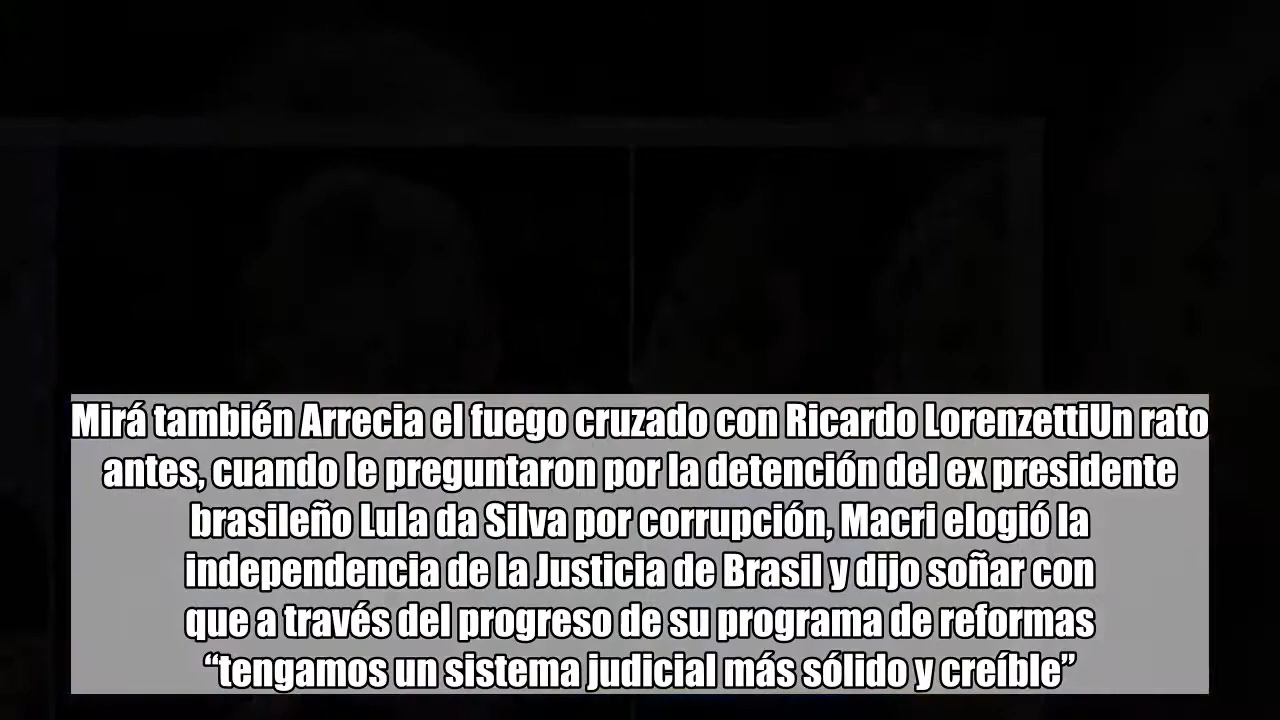 Mirá también Arrecia el fuego cruzado con Ricardo LorenzettiUn rato
antes, cuando le preguntaron por la detención del ex presidente
brasileño Lula da Silva por corrupción, Macri elogió la
independencia de la Justicia de Brasil y dijo soñar con
que a través del progreso de su programa de reformas
“tengamos un sistema judicial más sólido y creíble”